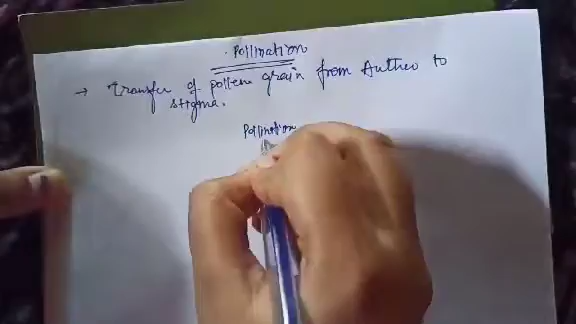 . Pollination
→ Transfer of pollen grain from Anther to
stigma.
Pollination